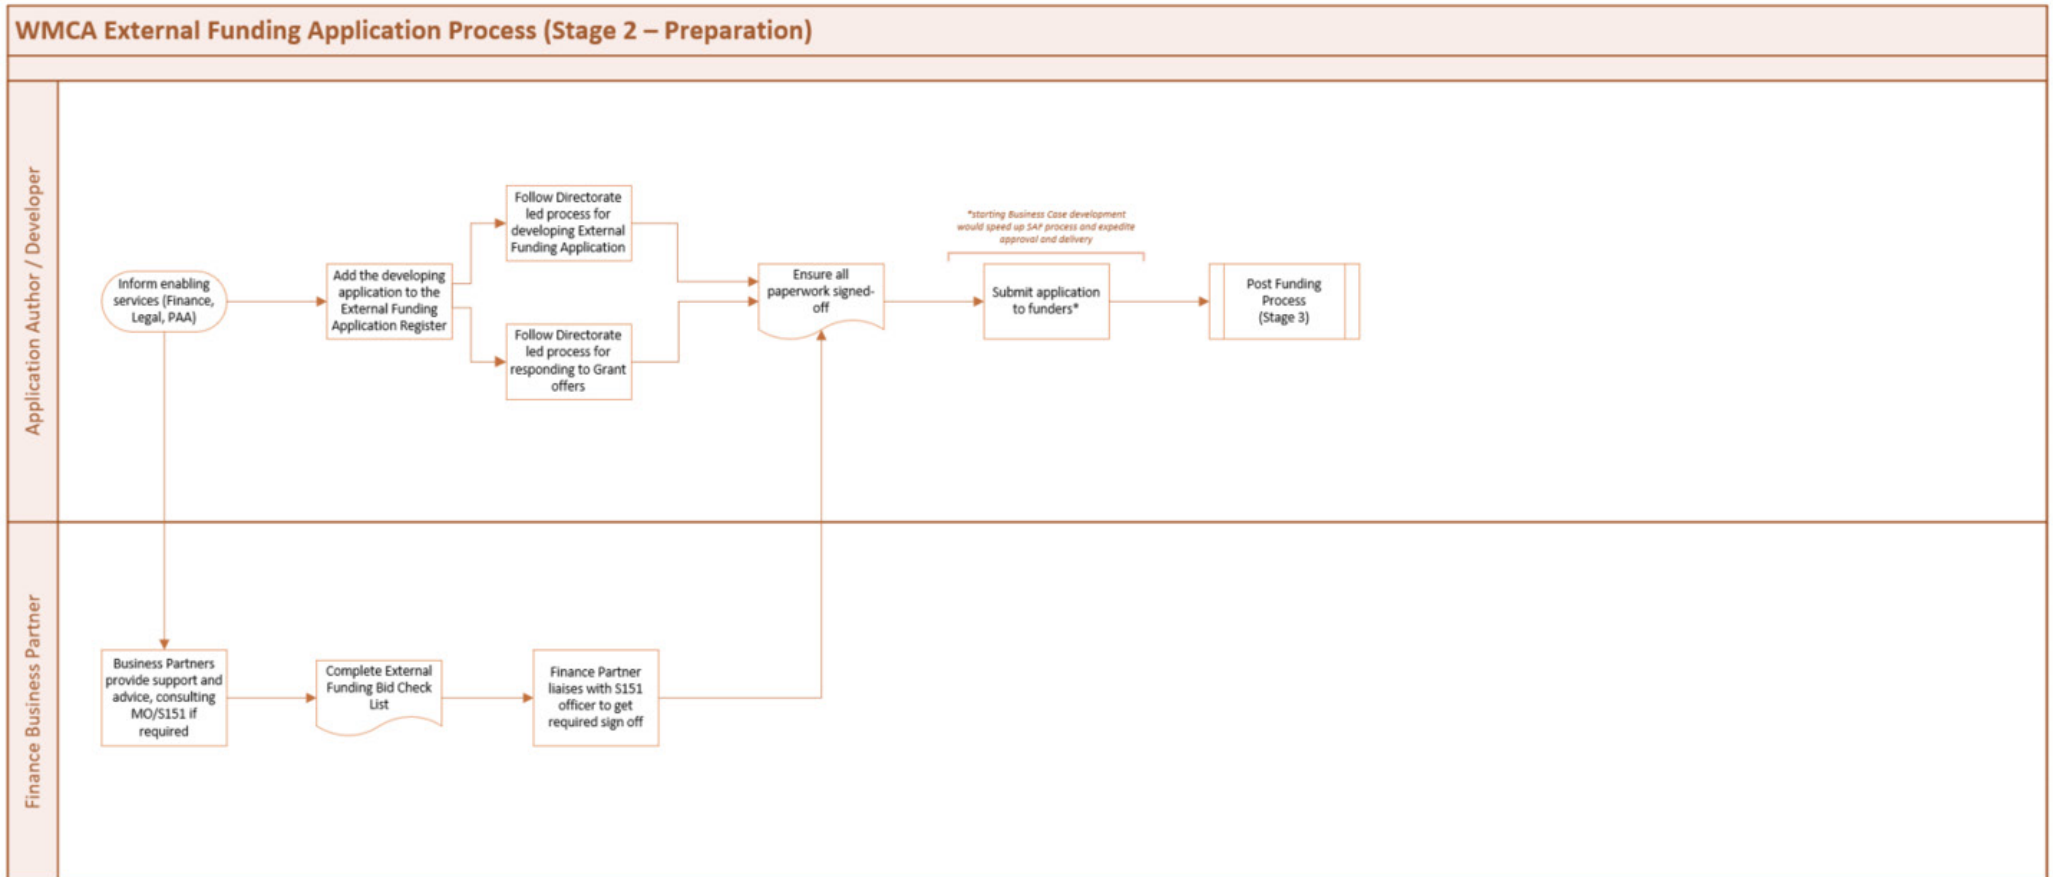 WMCA External Funding Application Process (Stage 2 – Preparation)
Application Author / Developer
Inform enabling
services (Finance,
Legal, PAA)
Add the developing
application to the
External Funding
Application Register
Follow Directorate
led process for
developing External
Funding Application
Follow Directorate
led process for
responding to Grant
offers
Ensure all
paperwork signed-
off
*starting Business Case development
would speed up SAF process and expedite
approval and delivery
Submit application
to funders*
Post Funding
Process
(Stage 3)
Finance Business Partner
Business Partners
provide support and
advice, consulting
MO/S151 if
required
Complete External
Funding Bid Check
List
Finance Partner
liaises with S151
officer to get
required sign off